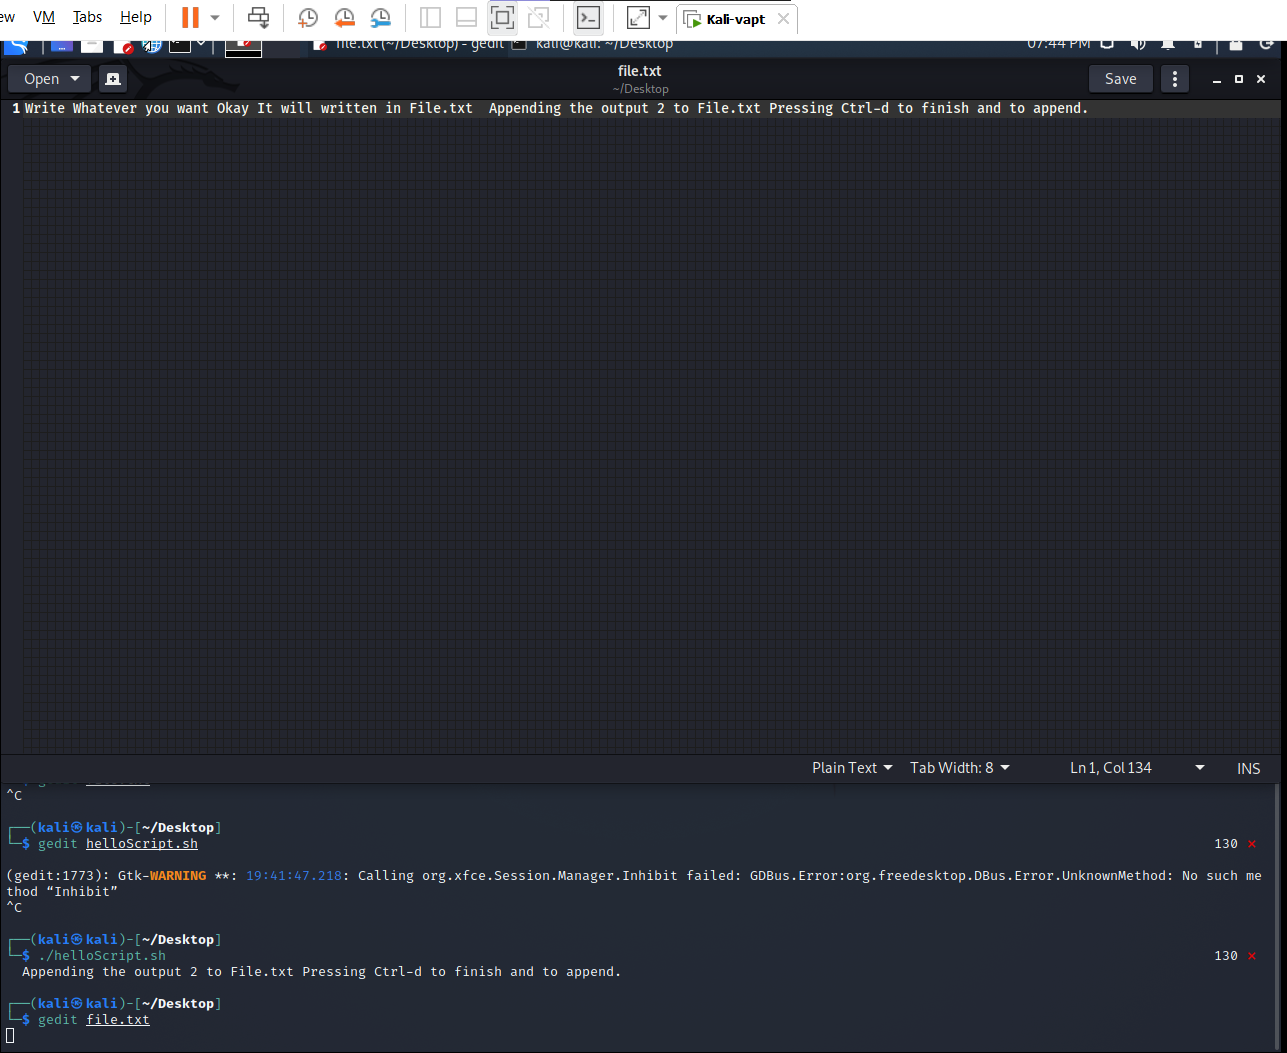 ew VM Tabs Help Kali-vapt
file.txt (~/Desktop) - gedit kali@kali: ~/Desktop 07:44 PM
Open file.txt Save
~/Desktop
1 Write Whatever you want Okay It will written in File.txt  Appending the output 2 to File.txt Pressing Ctrl-d to finish and to append.
Plain Text Tab Width: 8 Ln 1, Col 134 INS
^C
┌──(kali㉿kali)-[~/Desktop]
└─$ gedit helloScript.sh 130 ⨯
(gedit:1773): Gtk-WARNING **: 19:41:47.218: Calling org.xfce.Session.Manager.Inhibit failed: GDBus.Error:org.freedesktop.DBus.Error.UnknownMethod: No such me
thod “Inhibit”
^C
┌──(kali㉿kali)-[~/Desktop]
└─$ ./helloScript.sh 130 ⨯
Appending the output 2 to File.txt Pressing Ctrl-d to finish and to append.
┌──(kali㉿kali)-[~/Desktop]
└─$ gedit file.txt